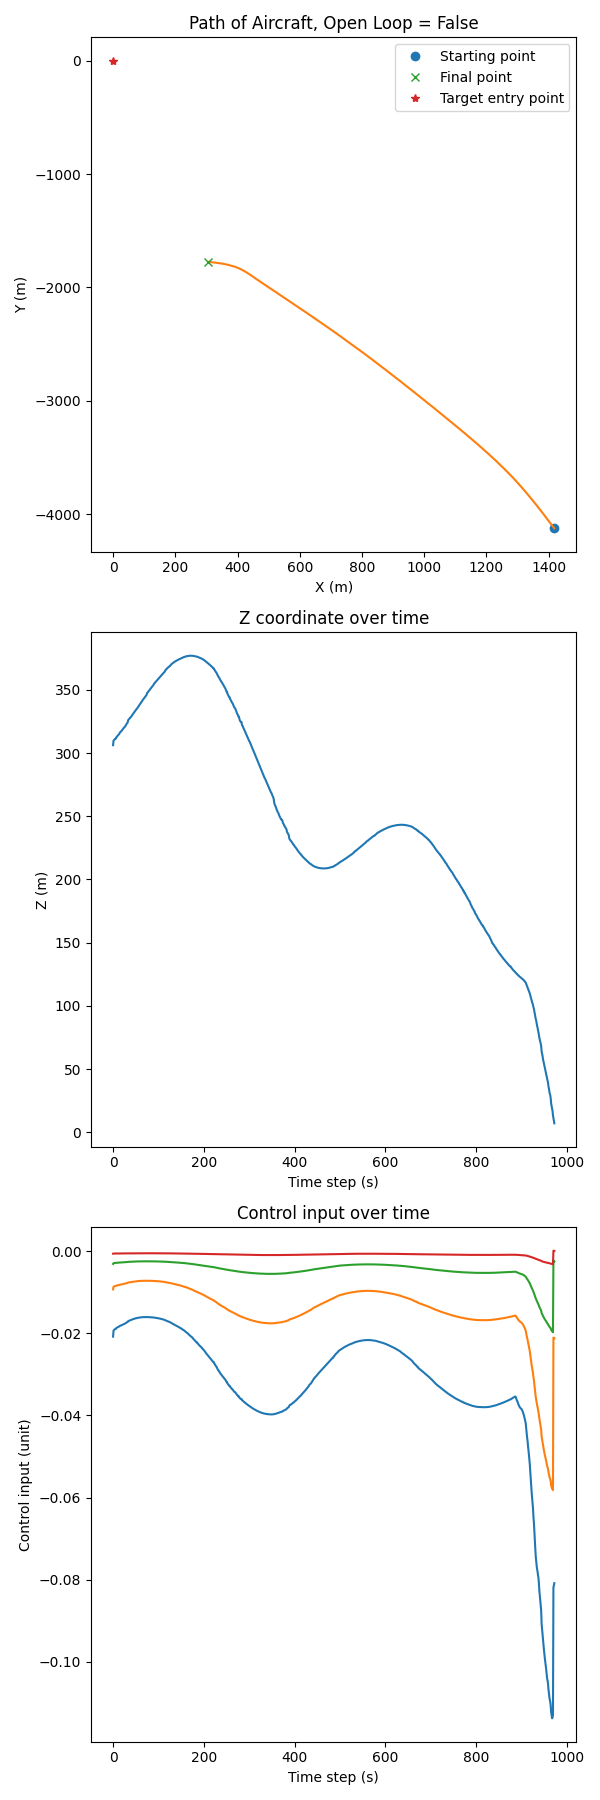 Path of Aircraft, Open Loop = False
0
−1000
−2000
−3000
−4000
Y (m)
Starting point
Final point
Target entry point
0 200 400 600 800 1000 1200 1400
X (m)
Z coordinate over time
350
300
250
200
150
100
50
0
Z (m)
0 200 400 600 800 1000
Time step (s)
Control input over time
0.00
−0.02
−0.04
−0.06
−0.08
−0.10
Control input (unit)
0 200 400 600 800 1000
Time step (s)